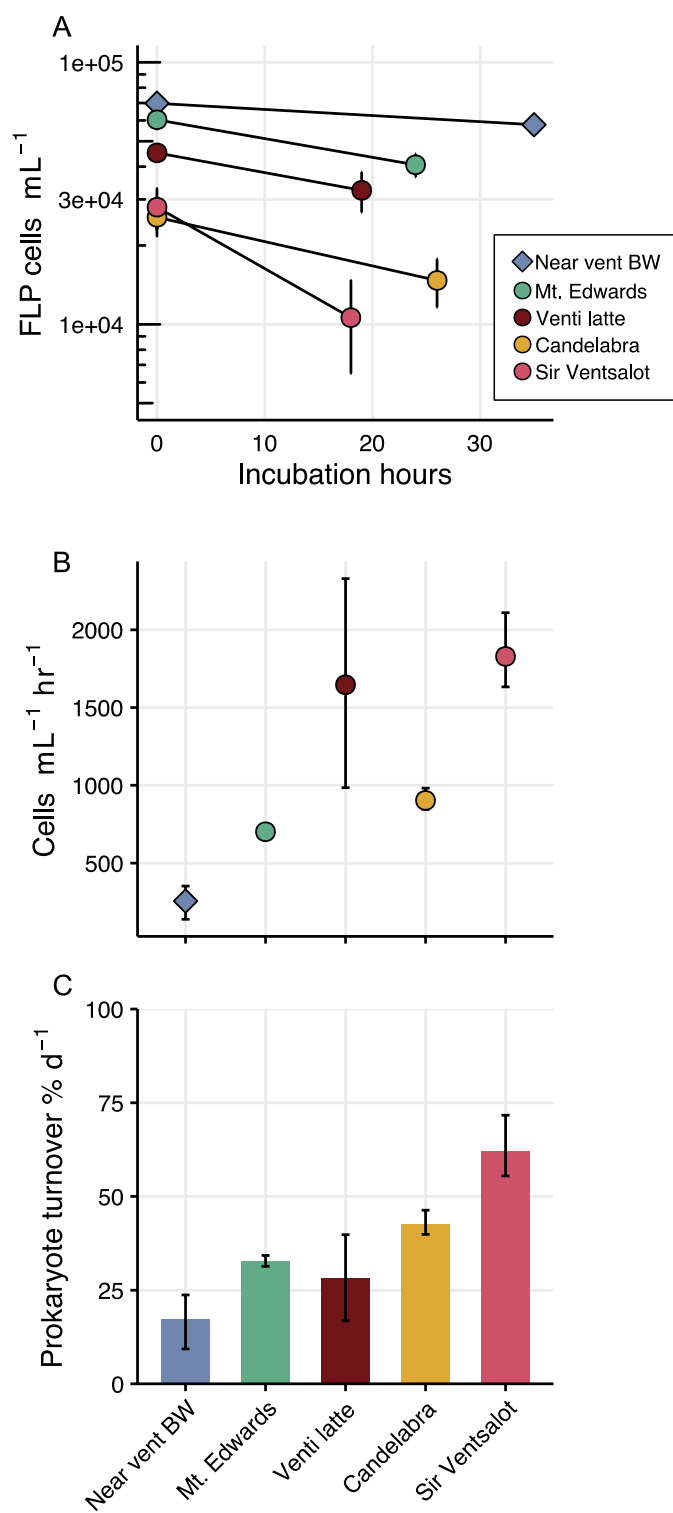 A
FLP cells mL⁻¹
1e+05
3e+04
1e+04
0 10 20 30
Incubation hours
Near vent BW
Mt. Edwards
Venti latte
Candelabra
Sir Ventsalot
B
Cells mL⁻¹ hr⁻¹
2000
1500
1000
500
C
Prokaryote turnover % d⁻¹
100
75
50
25
0
Near vent BW
Mt. Edwards
Venti latte
Candelabra
Sir Ventsalot